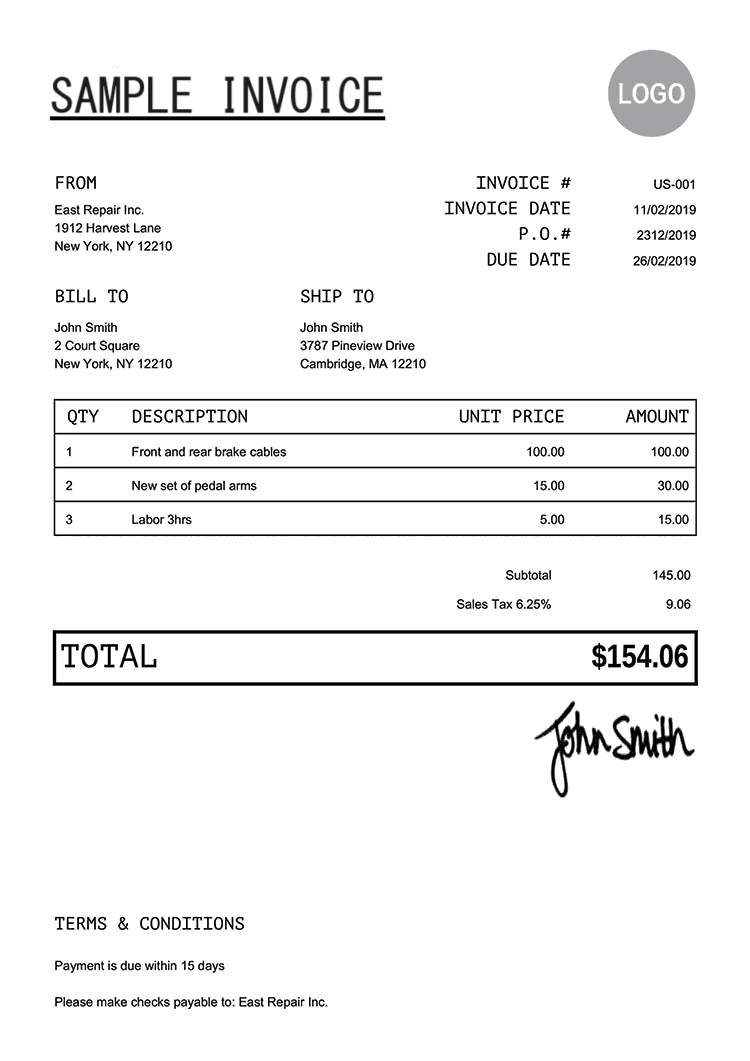 SAMPLE INVOICE
LOGO
FROM
East Repair Inc.
1912 Harvest Lane
New York, NY 12210
INVOICE # US-001
INVOICE DATE 11/02/2019
P.O.# 2312/2019
DUE DATE 26/02/2019
BILL TO
John Smith
2 Court Square
New York, NY 12210
SHIP TO
John Smith
3787 Pineview Drive
Cambridge, MA 12210
QTY DESCRIPTION UNIT PRICE AMOUNT
1 Front and rear brake cables 100.00 100.00
2 New set of pedal arms 15.00 30.00
3 Labor 3hrs 5.00 15.00
Subtotal 145.00
Sales Tax 6.25% 9.06
TOTAL $154.06
John Smith
TERMS & CONDITIONS
Payment is due within 15 days
Please make checks payable to: East Repair Inc.